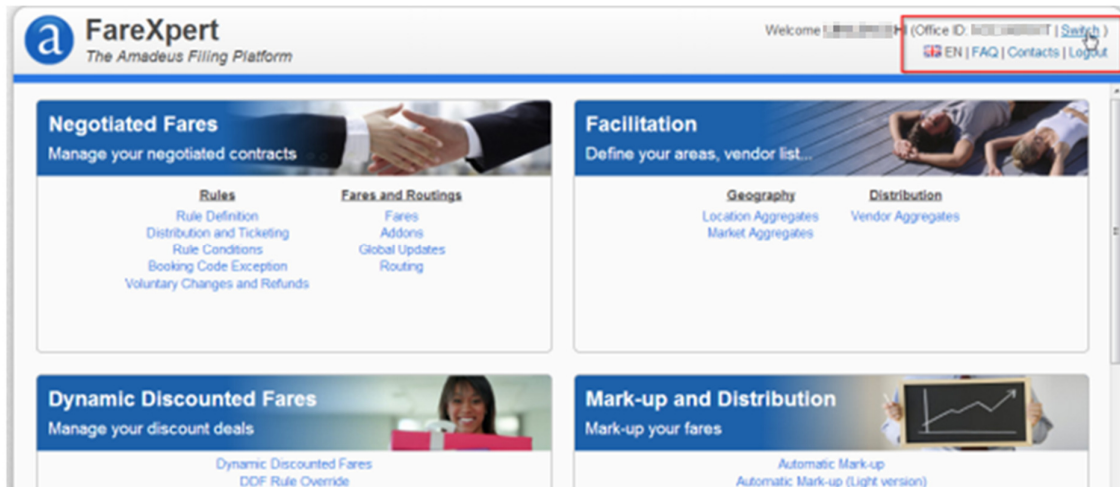 a
FareXpert
The Amadeus Filing Platform
Welcome (Office ID: | Switch )
EN | FAQ | Contacts | Logout
Negotiated Fares
Manage your negotiated contracts
Rules
Rule Definition
Distribution and Ticketing
Rule Conditions
Booking Code Exception
Voluntary Changes and Refunds
Fares and Routings
Fares
Addons
Global Updates
Routing
Facilitation
Define your areas, vendor list...
Geography
Location Aggregates
Market Aggregates
Distribution
Vendor Aggregates
Dynamic Discounted Fares
Manage your discount deals
Dynamic Discounted Fares
DDF Rule Override
Mark-up and Distribution
Mark-up your fares
Automatic Mark-up
Automatic Mark-up (Light version)